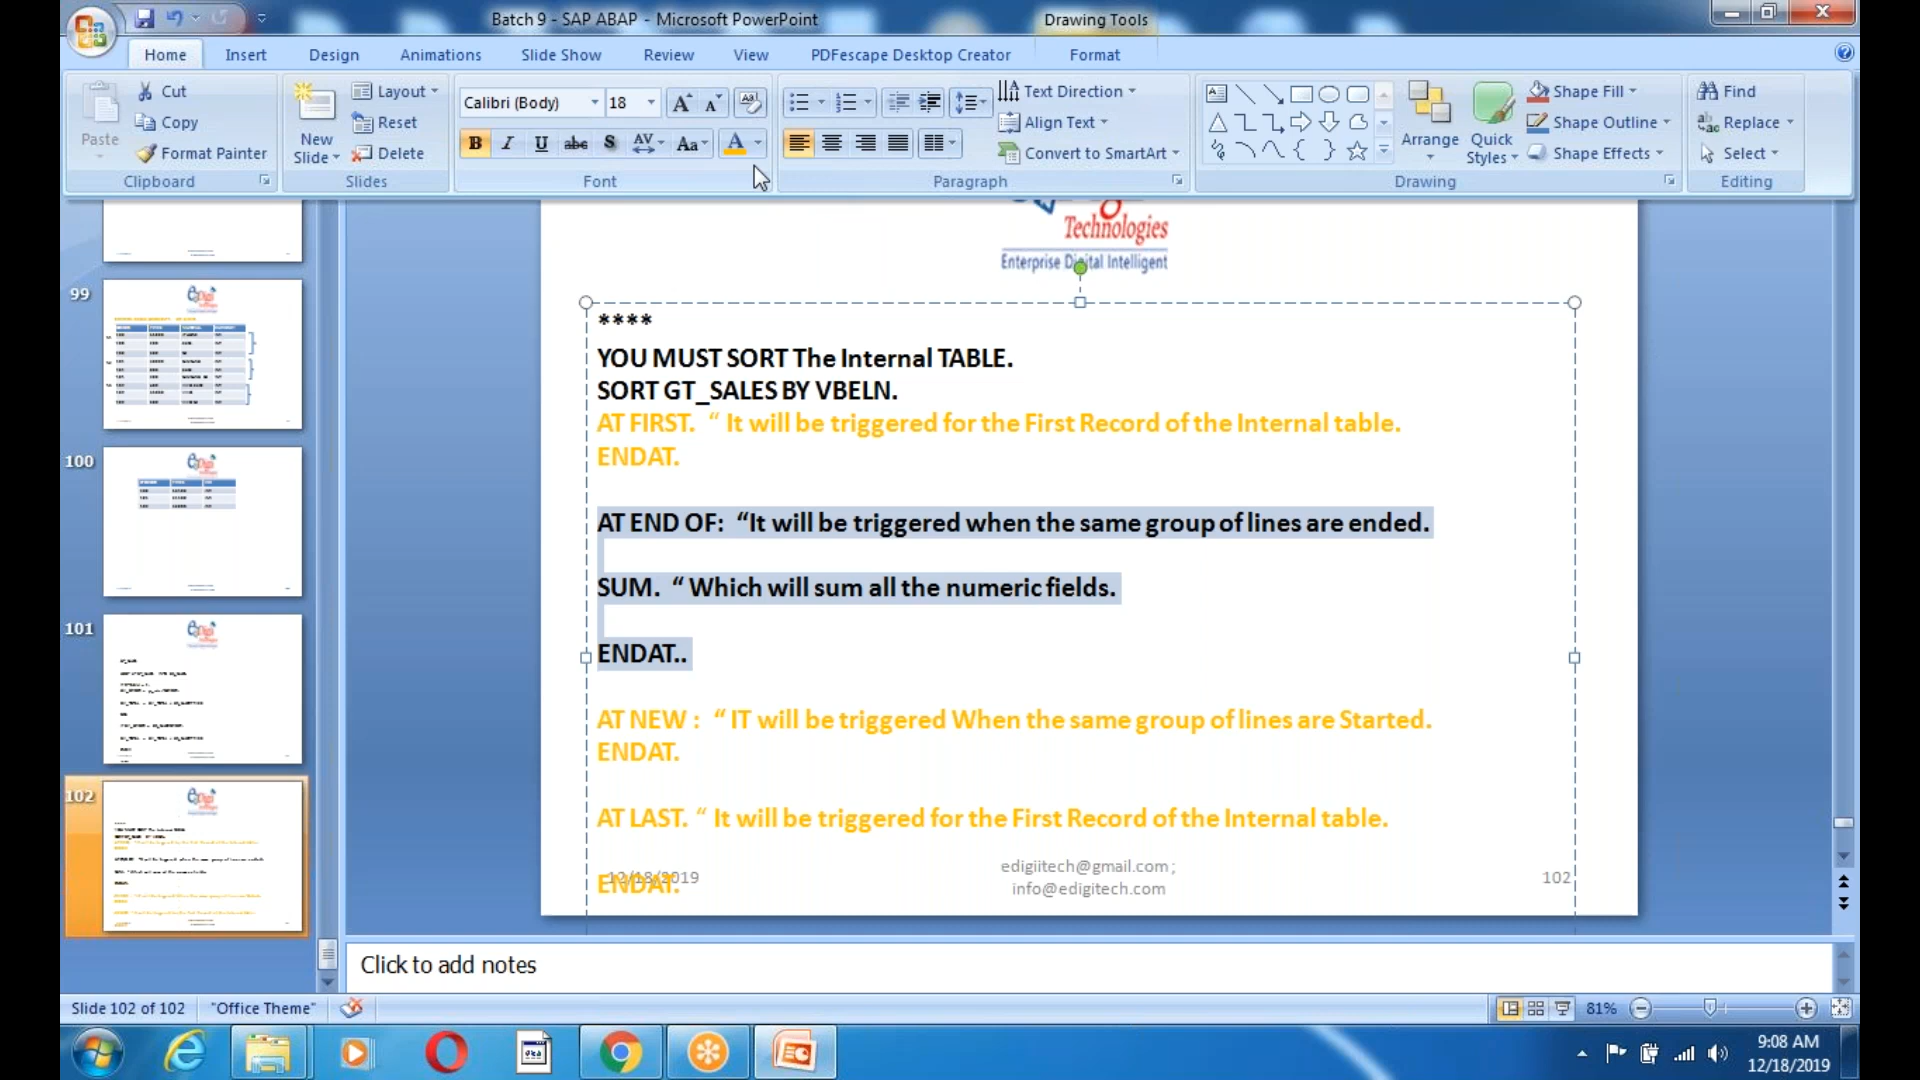 Batch 9 - SAP ABAP - Microsoft PowerPoint
Drawing Tools
Home Insert Design Animations Slide Show Review View PDFescape Desktop Creator Format
Paste
Cut
Copy
Format Painter
Clipboard
New Slide
Layout
Reset
Delete
Slides
Calibri (Body) 18
Font
Paragraph
Text Direction
Align Text
Convert to SmartArt
Arrange
Quick Styles
Shape Fill
Shape Outline
Shape Effects
Drawing
Find
Replace
Select
Editing
99
100
101
102
Technologies
Enterprise Digital Intelligent
****
YOU MUST SORT The Internal TABLE.
SORT GT_SALES BY VBELN.
AT FIRST. “ It will be triggered for the First Record of the Internal table.
ENDAT.
AT END OF: “It will be triggered when the same group of lines are ended.
SUM. “ Which will sum all the numeric fields.
ENDAT..
AT NEW : “ IT will be triggered When the same group of lines are Started.
ENDAT.
AT LAST. “ It will be triggered for the First Record of the Internal table.
ENDAT.
12/18/2019
edigiitech@gmail.com ;
info@edigitech.com
102
Click to add notes
Slide 102 of 102 "Office Theme" 81%
9:08 AM
12/18/2019